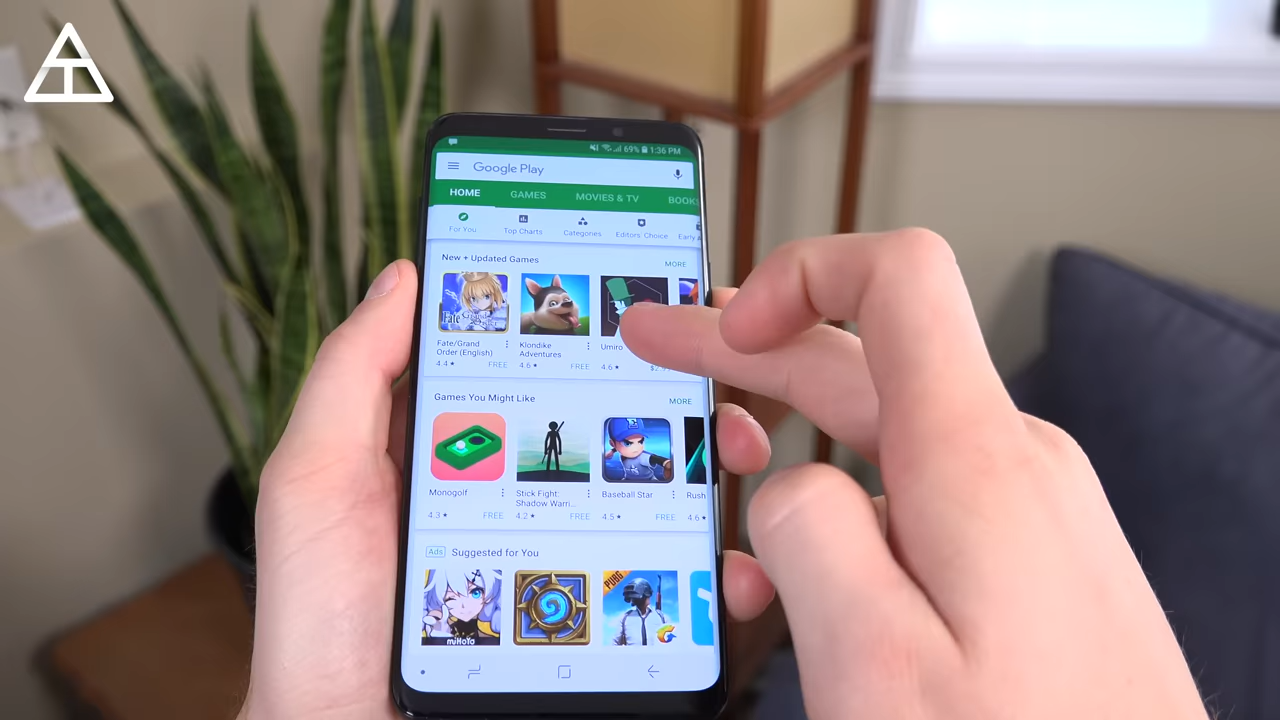 69% 1:36 PM
Google Play
HOME GAMES MOVIES & TV BOOKS
For You Top Charts Categories Editors' Choice Early
New + Updated Games MORE
Fate/Grand Order (English)
4.4 ★ FREE
Klondike Adventures
4.6 ★ FREE
Umiro
4.6 ★
Games You Might Like MORE
Monogolf
4.3 ★ FREE
Stick Fight: Shadow Warri...
4.2 ★ FREE
Baseball Star
4.5 ★ FREE
Rush
4.6 ★
Ads Suggested for You
miHoYo
PUBG